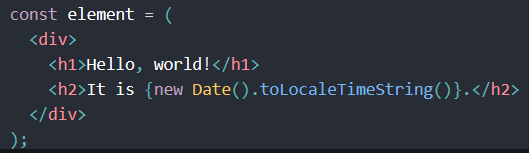 const element = (
  <div>
    <h1>Hello, world!</h1>
    <h2>It is {new Date().toLocaleTimeString()}.</h2>
  </div>
);